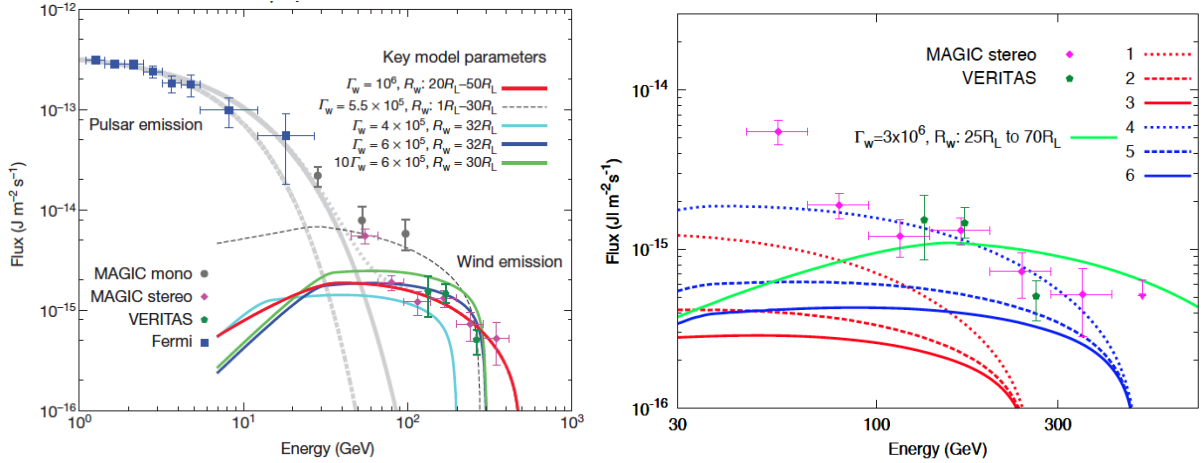 10⁻¹²
10⁻¹³
10⁻¹⁴
10⁻¹⁵
10⁻¹⁶
Flux (J m⁻² s⁻¹)
Key model parameters
Γw = 10⁶, Rw: 20RL–50RL
Γw = 5.5 × 10⁵, Rw: 1RL–30RL
Γw = 4 × 10⁵, Rw = 32RL
Γw = 6 × 10⁵, Rw = 32RL
10Γw = 6 × 10⁵, Rw = 30RL
Pulsar emission
Wind emission
MAGIC mono
MAGIC stereo
VERITAS
Fermi
10⁰ 10¹ 10² 10³
Energy (GeV)
10⁻¹⁴
10⁻¹⁵
10⁻¹⁶
Flux (Jl m⁻² s⁻¹)
MAGIC stereo
VERITAS
1
2
3
4
5
6
Γw=3x10⁶, Rw: 25RL to 70RL
30 100 300
Energy (GeV)